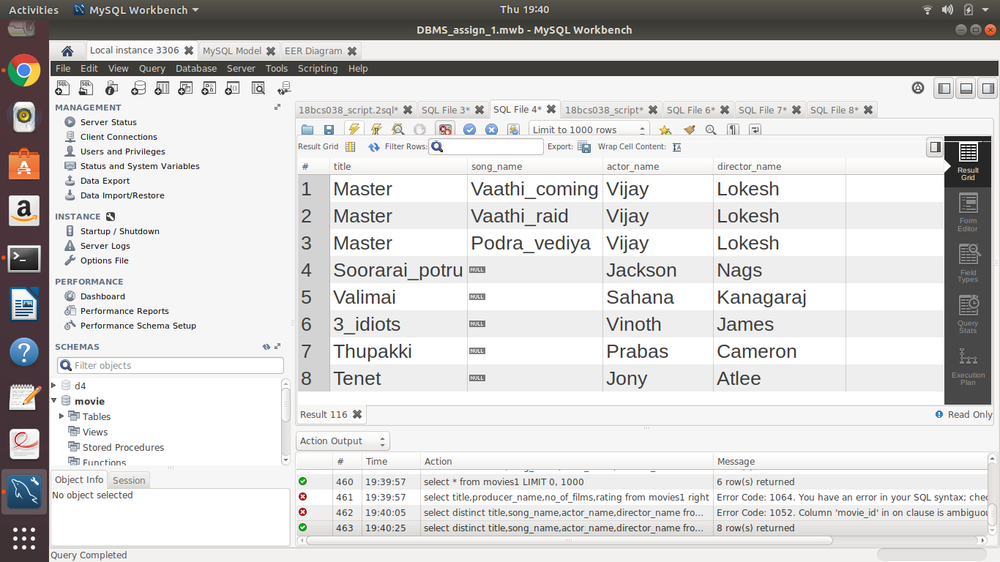 Activities MySQL Workbench Thu 19:40
DBMS_assign_1.mwb - MySQL Workbench
Local instance 3306 MySQL Model EER Diagram
File Edit View Query Database Server Tools Scripting Help
MANAGEMENT
Server Status
Client Connections
Users and Privileges
Status and System Variables
Data Export
Data Import/Restore
INSTANCE
Startup / Shutdown
Server Logs
Options File
PERFORMANCE
Dashboard
Performance Reports
Performance Schema Setup
SCHEMAS
Filter objects
d4
movie
Tables
Views
Stored Procedures
Functions
Object Info Session
No object selected
18bcs038_script.2sql* SQL File 3* SQL File 4* 18bcs038_script* SQL File 6* SQL File 7* SQL File 8*
Limit to 1000 rows
Result Grid Filter Rows: Export: Wrap Cell Content:
# title song_name actor_name director_name
1 Master Vaathi_coming Vijay Lokesh
2 Master Vaathi_raid Vijay Lokesh
3 Master Podra_vediya Vijay Lokesh
4 Soorarai_potru NULL Jackson Nags
5 Valimai NULL Sahana Kanagaraj
6 3_idiots NULL Vinoth James
7 Thupakki NULL Prabas Cameron
8 Tenet NULL Jony Atlee
Result Grid
Form Editor
Field Types
Query Stats
Execution Plan
Result 116 Read Only
Action Output
# Time Action Message
460 19:39:57 select * from movies1 LIMIT 0, 1000 6 row(s) returned
461 19:39:57 select title,producer_name,no_of_films,rating from movies1 right Error Code: 1064. You have an error in your SQL syntax; chec
462 19:40:05 select distinct title,song_name,actor_name,director_name fro... Error Code: 1052. Column 'movie_id' in on clause is ambiguou
463 19:40:25 select distinct title,song_name,actor_name,director_name fro... 8 row(s) returned
Query Completed